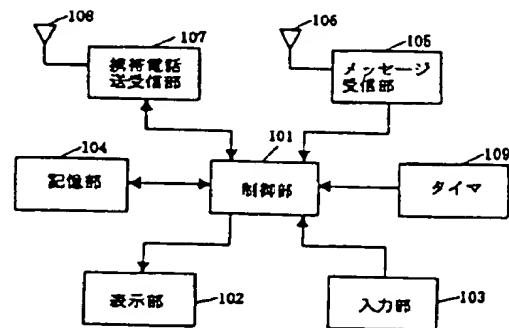 108
107
携帯電話
送受信部
106
105
メッセージ
受信部
104
記憶部
101
制御部
109
タイマ
表示部
102
入力部
103